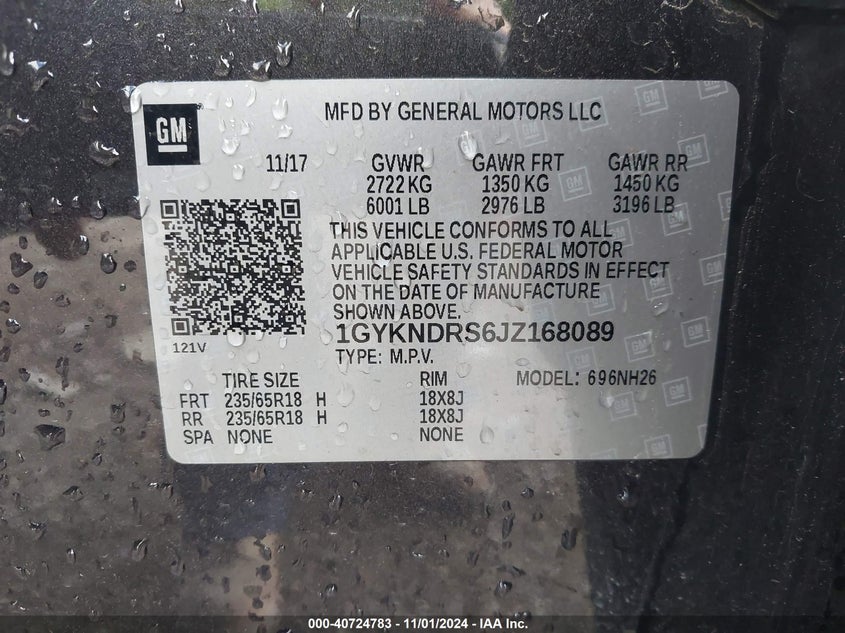 GM
MFD BY GENERAL MOTORS LLC
11/17 GVWR GAWR FRT GAWR RR
2722 KG 1350 KG 1450 KG
6001 LB 2976 LB 3196 LB
THIS VEHICLE CONFORMS TO ALL
APPLICABLE U.S. FEDERAL MOTOR
VEHICLE SAFETY STANDARDS IN EFFECT
ON THE DATE OF MANUFACTURE
SHOWN ABOVE.
1GYKNDRS6JZ168089
121V
TYPE: M.P.V.
TIRE SIZE RIM MODEL: 696NH26
FRT 235/65R18 H 18X8J
RR 235/65R18 H 18X8J
SPA NONE NONE
000-40724783 - 11/01/2024 - IAA Inc.